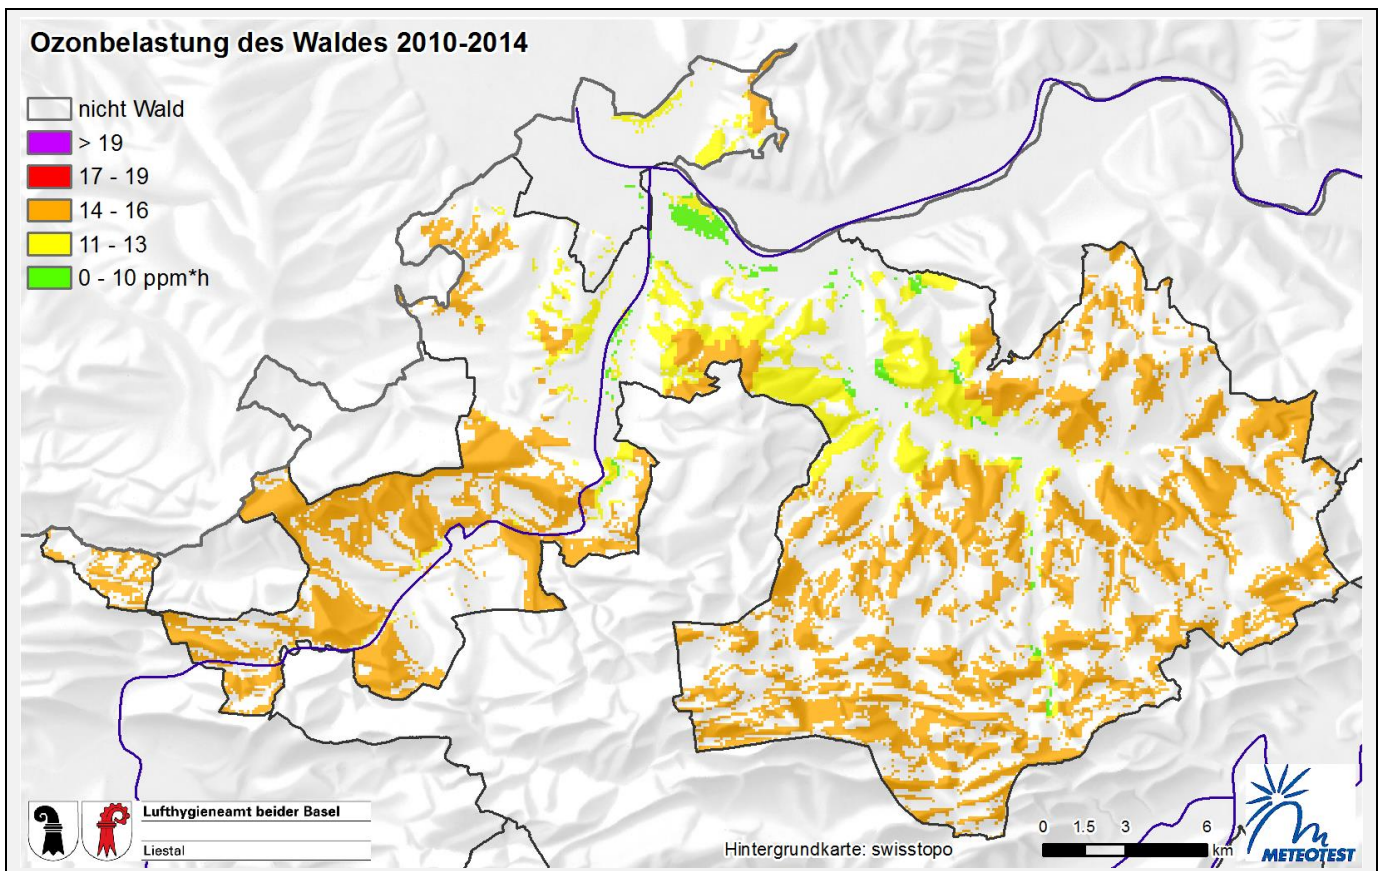 Ozonbelastung des Waldes 2010-2014
nicht Wald
> 19
17 - 19
14 - 16
11 - 13
0 - 10 ppm*h
Lufthygieneamt beider Basel
Liestal
Hintergrundkarte: swisstopo
0 1.5 3 6
km
METEOTEST